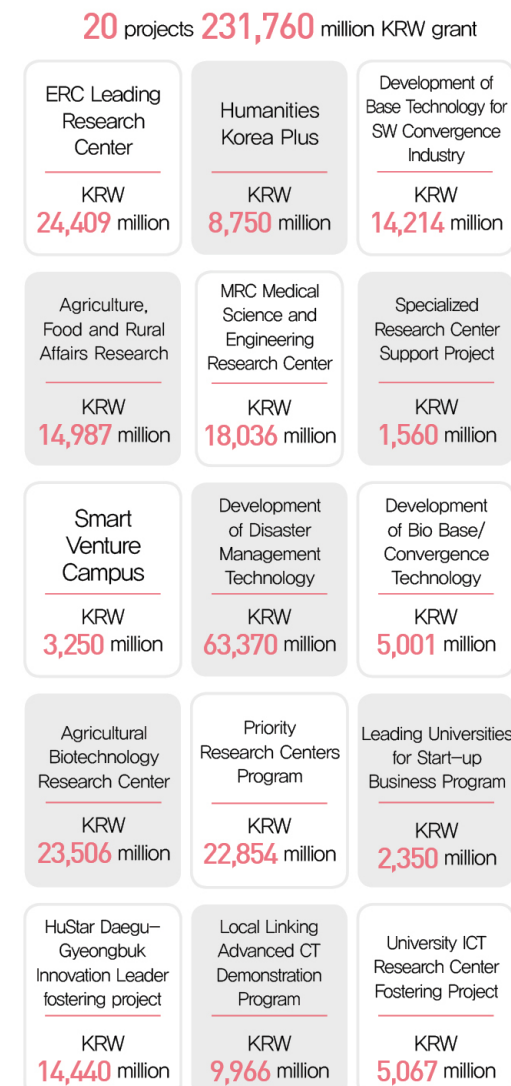 20 projects 231,760 million KRW grant
ERC Leading
Research
Center
KRW
24,409 million
Humanities
Korea Plus
KRW
8,750 million
Development of
Base Technology for
SW Convergence
Industry
KRW
14,214 million
Agriculture,
Food and Rural
Affairs Research
KRW
14,987 million
MRC Medical
Science and
Engineering
Research Center
KRW
18,036 million
Specialized
Research Center
Support Project
KRW
1,560 million
Smart
Venture
Campus
KRW
3,250 million
Development
of Disaster
Management
Technology
KRW
63,370 million
Development
of Bio Base/
Convergence
Technology
KRW
5,001 million
Agricultural
Biotechnology
Research Center
KRW
23,506 million
Priority
Research Centers
Program
KRW
22,854 million
Leading Universities
for Start-up
Business Program
KRW
2,350 million
HuStar Daegu-
Gyeongbuk
Innovation Leader
fostering project
KRW
14,440 million
Local Linking
Advanced CT
Demonstration
Program
KRW
9,966 million
University ICT
Research Center
Fostering Project
KRW
5,067 million